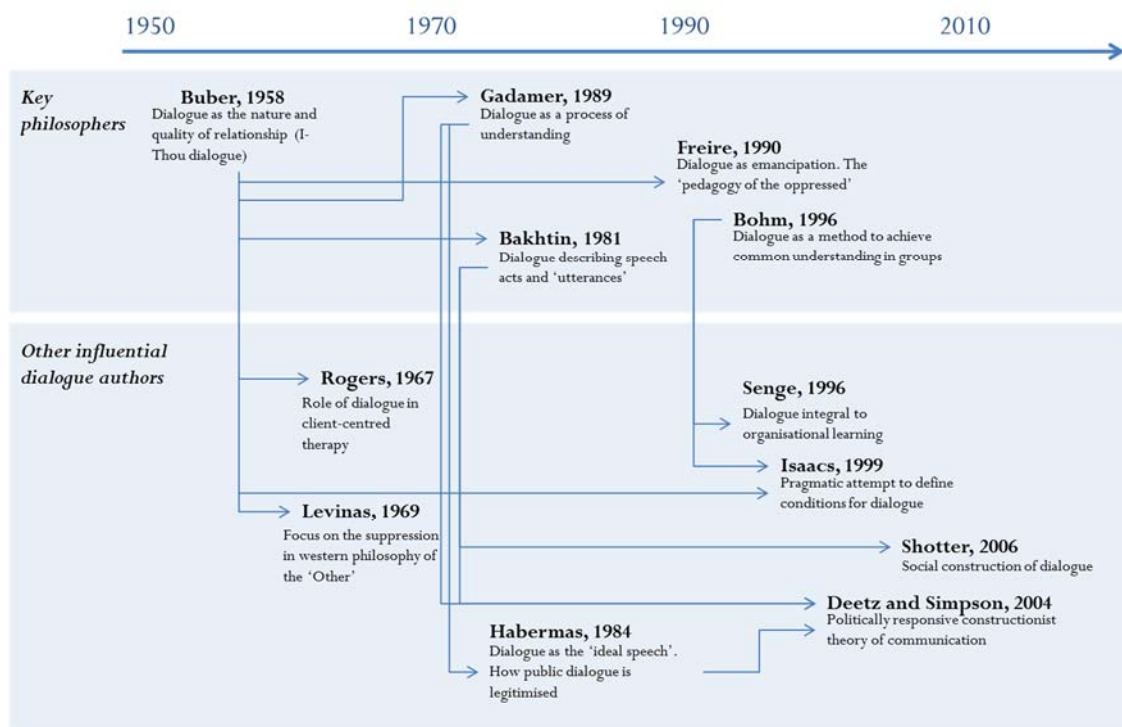 1950 1970 1990 2010
Key
philosophers
Buber, 1958
Dialogue as the nature and
quality of relationship (I-
Thou dialogue)
Gadamer, 1989
Dialogue as a process of
understanding
Freire, 1990
Dialogue as emancipation. The
‘pedagogy of the oppressed’
Bakhtin, 1981
Dialogue describing speech
acts and ‘utterances’
Bohm, 1996
Dialogue as a method to achieve
common understanding in groups
Other influential
dialogue authors
Rogers, 1967
Role of dialogue in
client-centred
therapy
Senge, 1996
Dialogue integral to
organisational learning
Isaacs, 1999
Pragmatic attempt to define
conditions for dialogue
Levinas, 1969
Focus on the suppression
in western philosophy of
the ‘Other’
Shotter, 2006
Social construction of dialogue
Deetz and Simpson, 2004
Politically responsive constructionist
theory of communication
Habermas, 1984
Dialogue as the ‘ideal speech’.
How public dialogue is
legitimised